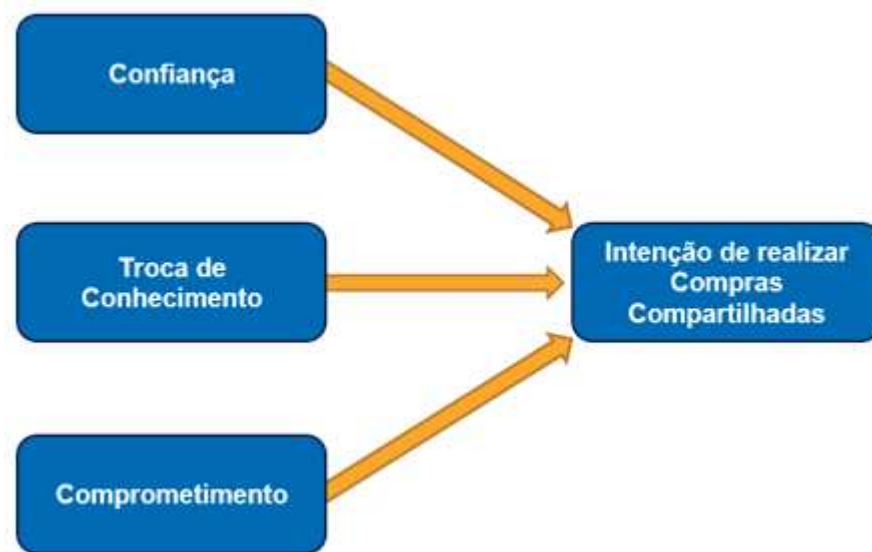 Confiança
Troca de
Conhecimento
Intenção de realizar
Compras
Compartilhadas
Comprometimento